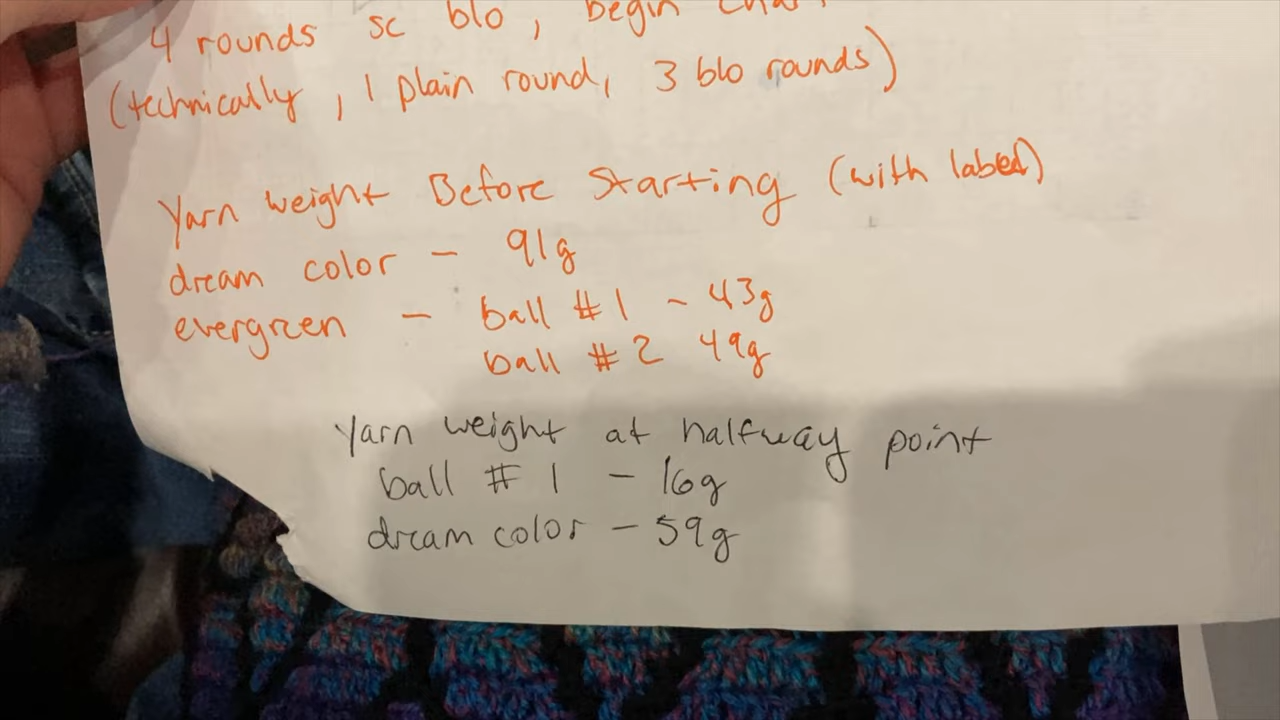 4 rounds sc blo, begin
(technically, 1 plain round, 3 blo rounds)
Yarn weight Before Starting (with label)
dream color - 91g
evergreen - ball #1 - 43g
ball #2 49g
Yarn weight at halfway point
ball #1 - 16g
dream color - 59g